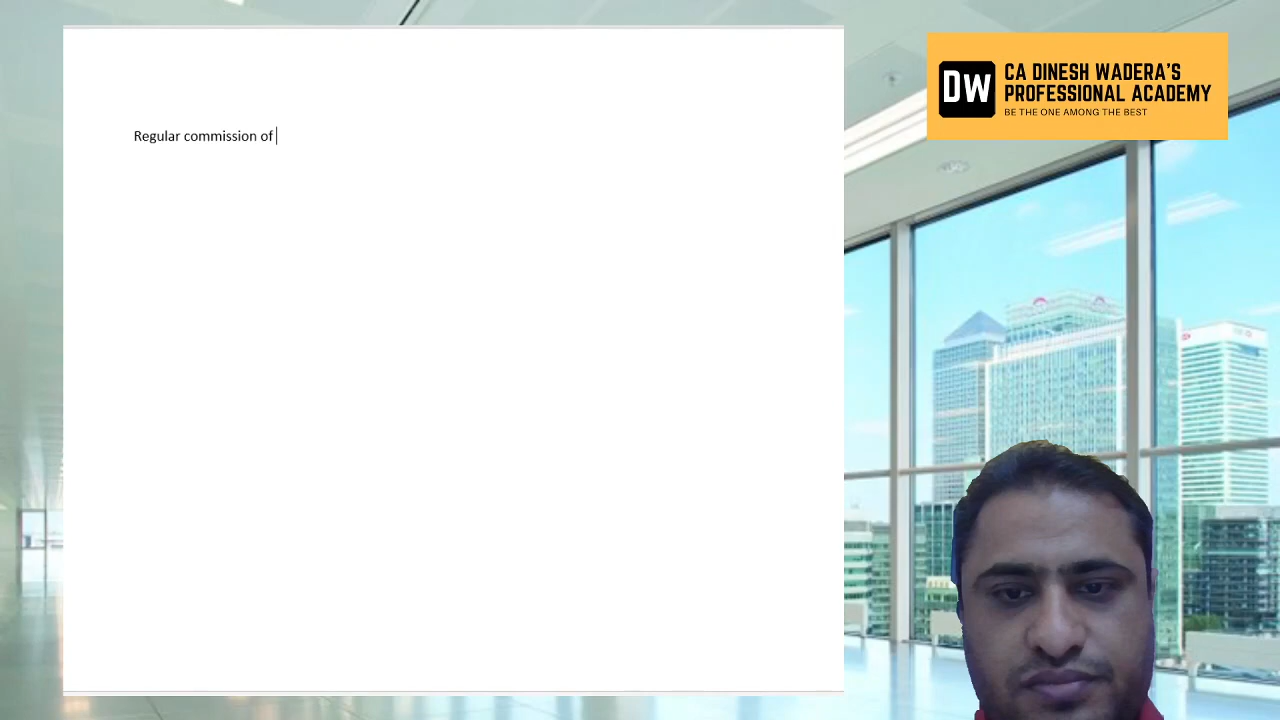 Regular commission of
DW
CA DINESH WADERA'S
PROFESSIONAL ACADEMY
BE THE ONE AMONG THE BEST